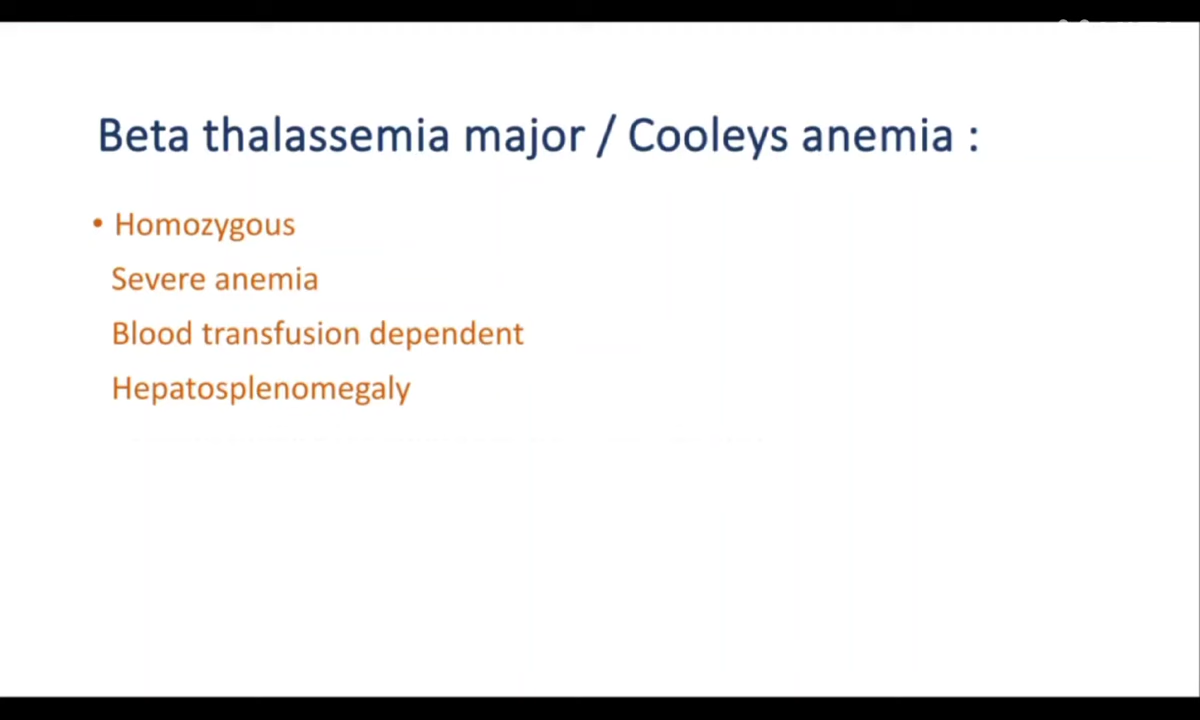 Beta thalassemia major / Cooleys anemia :
• Homozygous
Severe anemia
Blood transfusion dependent
Hepatosplenomegaly